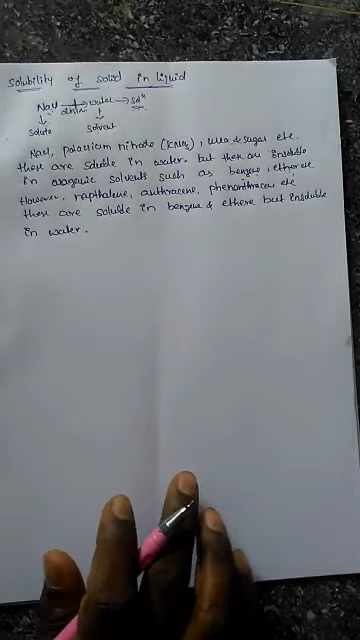 Solubility of solid in liquid
NaCl + water → Soln
Solute solvent
NaCl, potassium nitrate (KNO3), urea & sugar etc.
these are soluble in water. but these are insoluble
in organic solvents such as benzene, ether etc.
However, napthalene, anthracene, phenanthracene etc
these are soluble in benzene & ethere but insoluble
in water.